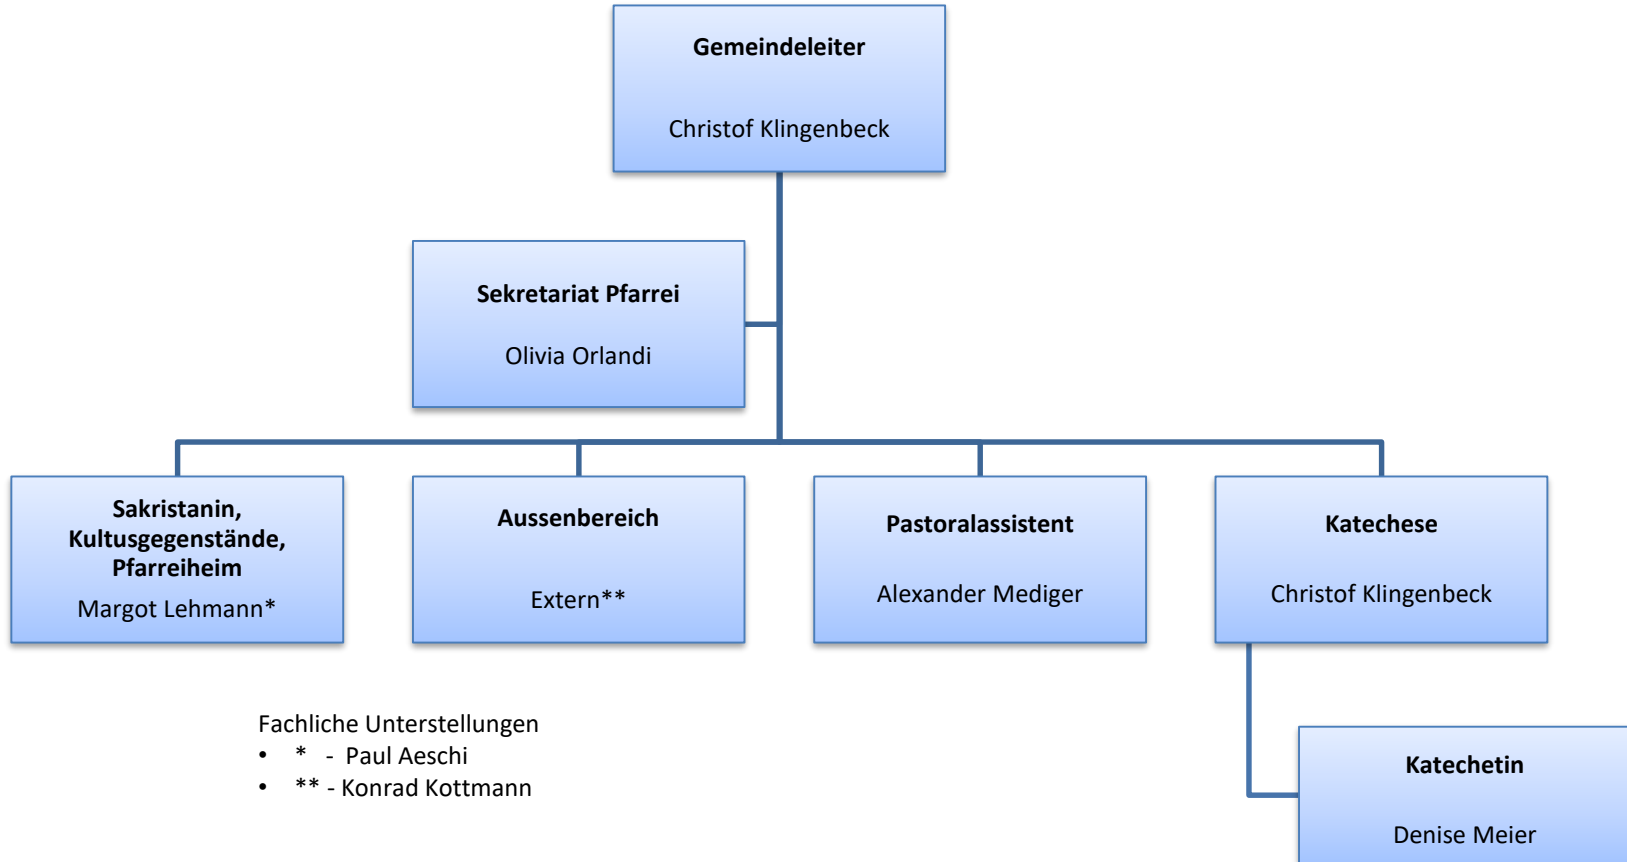 Gemeindeleiter
Christof Klingenbeck
Sekretariat Pfarrei
Olivia Orlandi
Sakristanin,
Kultusgegenstände,
Pfarreiheim
Margot Lehmann*
Aussenbereich
Extern**
Pastoralassistent
Alexander Mediger
Katechese
Christof Klingenbeck
Fachliche Unterstellungen
• * - Paul Aeschi
• ** - Konrad Kottmann
Katechetin
Denise Meier